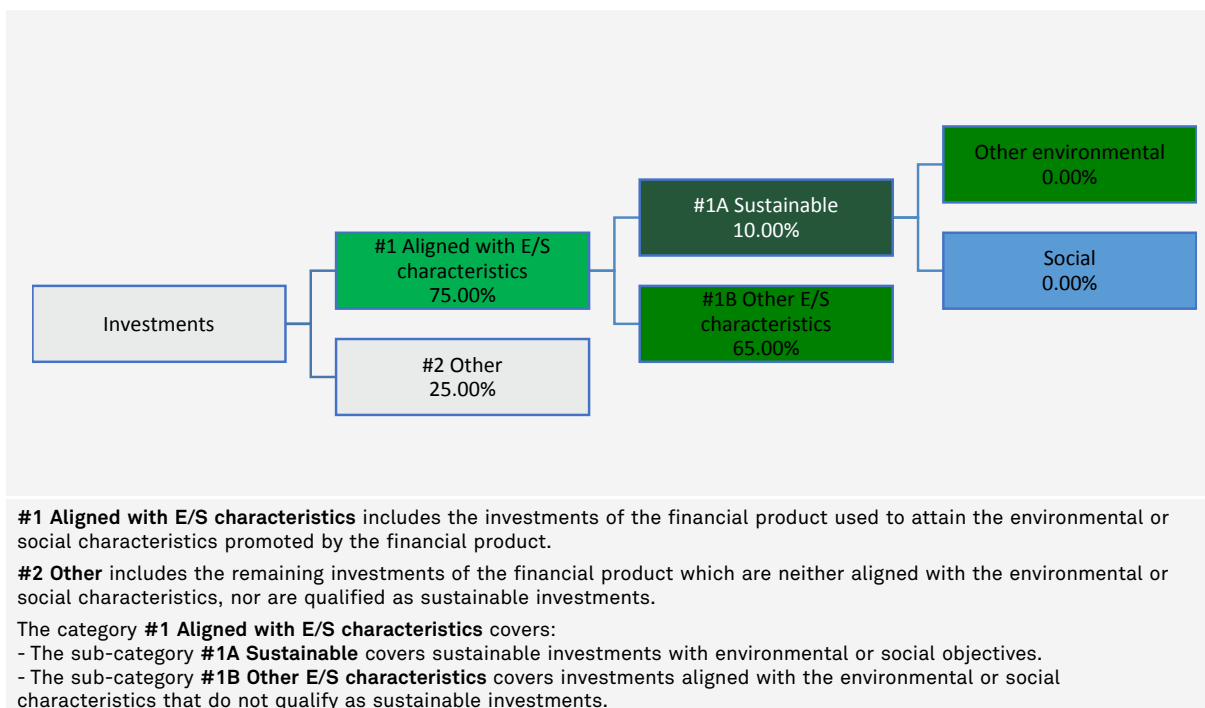 Investments
#1 Aligned with E/S
characteristics
75.00%
#2 Other
25.00%
#1A Sustainable
10.00%
#1B Other E/S
characteristics
65.00%
Other environmental
0.00%
Social
0.00%
#1 Aligned with E/S characteristics includes the investments of the financial product used to attain the environmental or
social characteristics promoted by the financial product.
#2 Other includes the remaining investments of the financial product which are neither aligned with the environmental or
social characteristics, nor are qualified as sustainable investments.
The category #1 Aligned with E/S characteristics covers:
- The sub-category #1A Sustainable covers sustainable investments with environmental or social objectives.
- The sub-category #1B Other E/S characteristics covers investments aligned with the environmental or social
characteristics that do not qualify as sustainable investments.